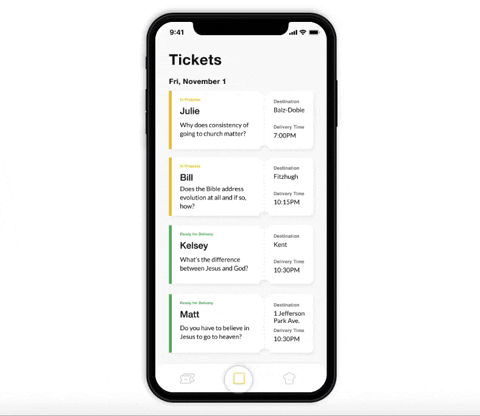 9:41
Tickets
Fri, November 1
In Progress
Julie
Why does consistency of
going to church matter?
Destination
Balz-Dobie
Delivery Time
7:00PM
In Progress
Bill
Does the Bible address
evolution at all and if so,
how?
Destination
Fitzhugh
Delivery Time
10:15PM
Ready for Delivery
Kelsey
What's the difference
between Jesus and God?
Destination
Kent
Delivery Time
10:30PM
Ready for Delivery
Matt
Do you have to believe in
Jesus to go to heaven?
Destination
1 Jefferson
Park Ave.
Delivery Time
10:30PM